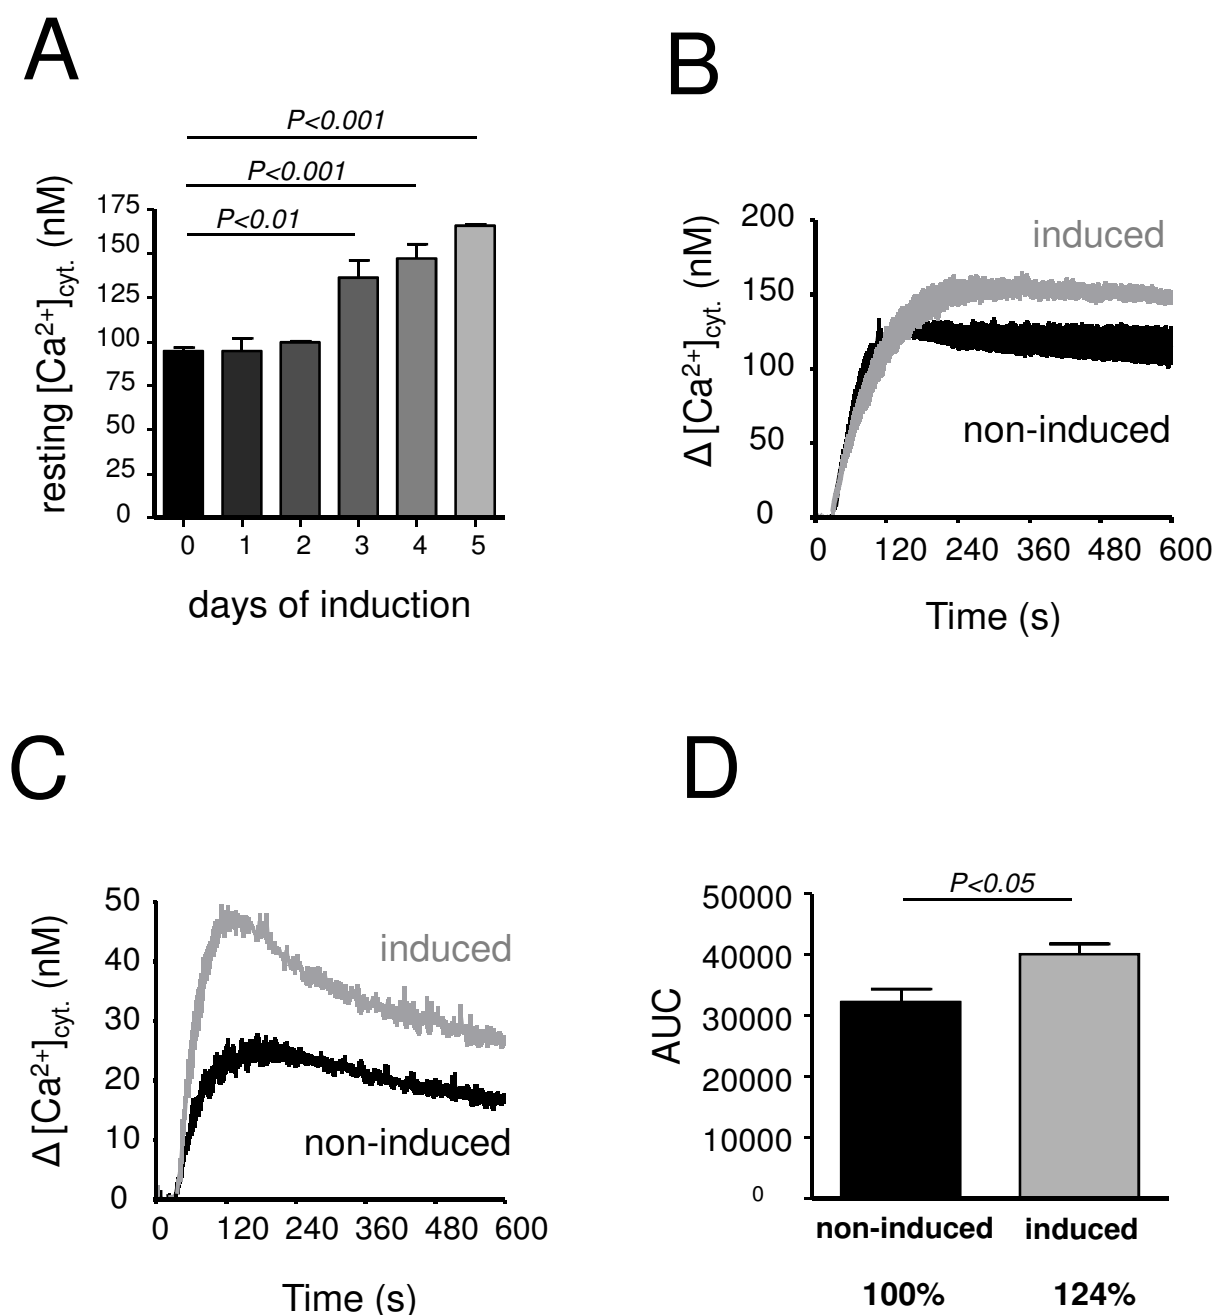 A
P<0.001
P<0.001
P<0.01
resting [Ca²⁺]cyt. (nM)
175
150
125
100
75
50
25
0
0 1 2 3 4 5
days of induction
B
Δ [Ca²⁺]cyt. (nM)
200
150
100
50
0
induced
non-induced
0 120 240 360 480 600
Time (s)
C
Δ [Ca²⁺]cyt. (nM)
50
40
30
20
10
0
induced
non-induced
0 120 240 360 480 600
Time (s)
D
P<0.05
AUC
50000
40000
30000
20000
10000
0
non-induced induced
100% 124%